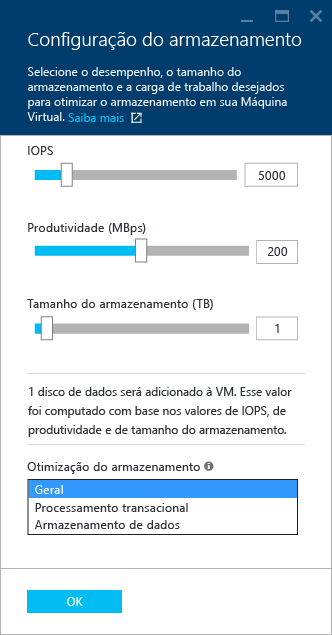 Configuração do armazenamento
Selecione o desempenho, o tamanho do
armazenamento e a carga de trabalho desejados
para otimizar o armazenamento em sua Máquina
Virtual. Saiba mais
IOPS
5000
Produtividade (MBps)
200
Tamanho do armazenamento (TB)
1
1 disco de dados será adicionado à VM. Esse valor
foi computado com base nos valores de IOPS, de
produtividade e de tamanho do armazenamento.
Otimização do armazenamento
Geral
Processamento transacional
Armazenamento de dados
OK